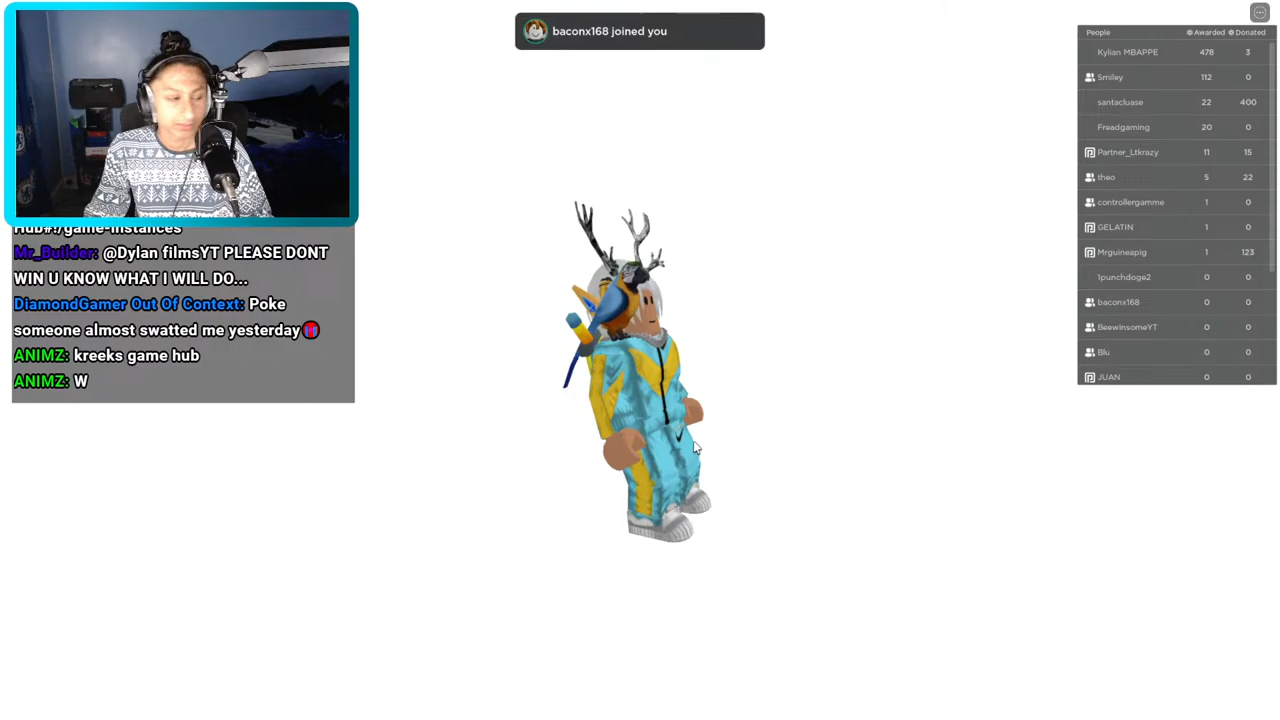 baconx168 joined you
People Awarded Donated
Kylian MBAPPE 478 3
Smiley 112 0
santacluase 22 400
Freadgaming 20 0
Partner_Ltkrazy 11 15
theo 5 22
controllergamme 1 0
GELATIN 1 0
Mrguineapig 1 123
1punchdoge2 0 0
baconx168 0 0
BeewinsomeYT 0 0
Blu 0 0
JUAN 0 0
Hub#!/game-instances
Mr_Builder: @Dylan filmsYT PLEASE DONT
WIN U KNOW WHAT I WILL DO...
DiamondGamer Out Of Context: Poke
someone almost swatted me yesterday
ANIMZ: kreeks game hub
ANIMZ: W